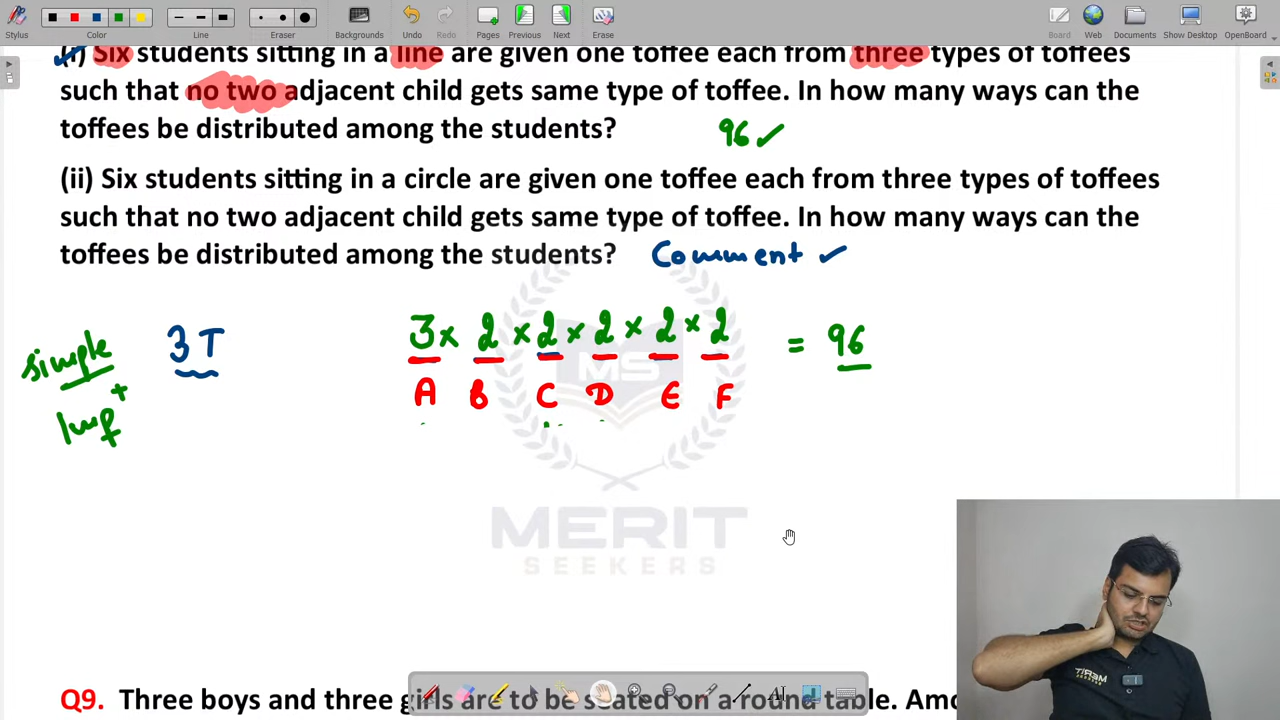 Stylus
Color
Line
Eraser
Backgrounds
Undo
Redo
Pages
Previous
Next
Erase
Board
Web
Documents
Show Desktop
OpenBoard
(i) Six students sitting in a line are given one toffee each from three types of toffees
such that no two adjacent child gets same type of toffee. In how many ways can the
toffees be distributed among the students? 96 ✓
(ii) Six students sitting in a circle are given one toffee each from three types of toffees
such that no two adjacent child gets same type of toffee. In how many ways can the
toffees be distributed among the students? Comment ✓
simple
+
Imp
3T
3 x 2 x 2 x 2 x 2 x 2 = 96
A B C D E F
MS
MERIT
SEEKERS
MERIT
Q9. Three boys and three girls are to be seated on a round table. Amo